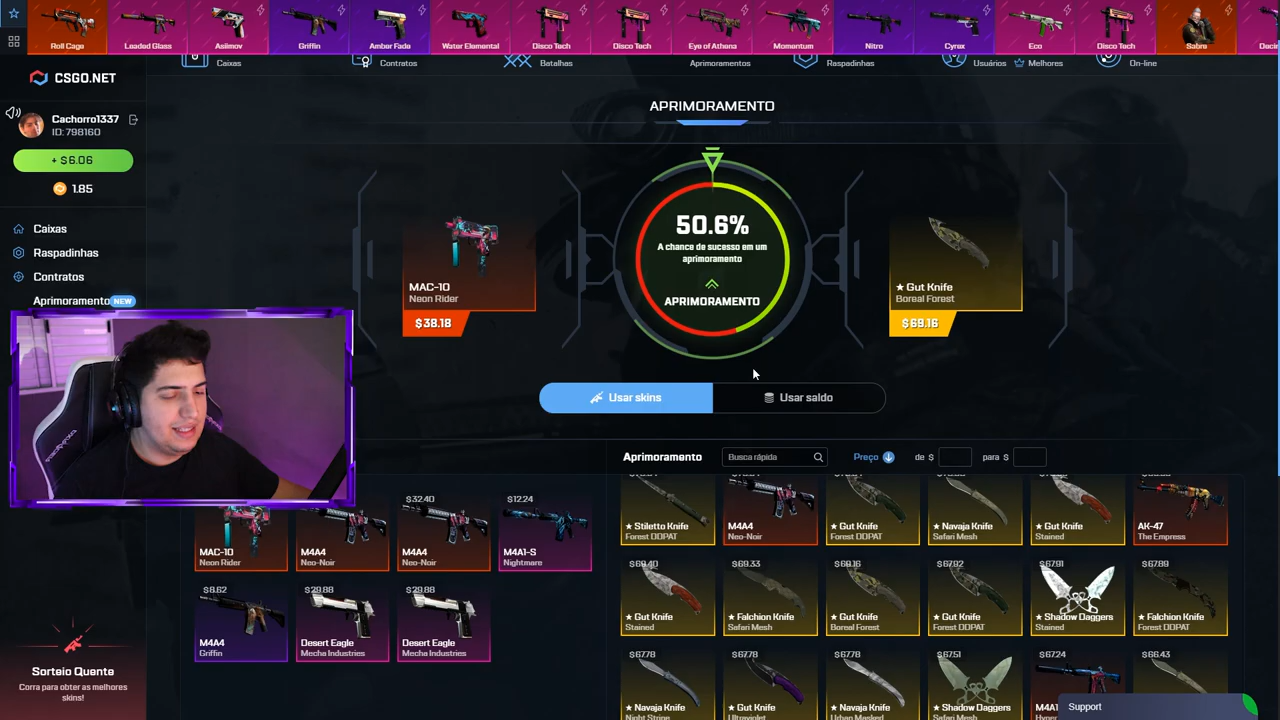 Roll Cage
Loaded Glass
Asiimov
Griffin
Amber Fade
Water Elemental
Disco Tech
Disco Tech
Eye of Athena
Momentum
Nitro
Cyrex
Eco
Disco Tech
Sabre
CSGO.NET
Caixas
Contratos
Batalhas
Aprimoramentos
Raspadinhas
Usuários
Melhores
On-line
Cachorro1337
ID: 798160
+ $6.06
1.85
Caixas
Raspadinhas
Contratos
Aprimoramento NEW
APRIMORAMENTO
MAC-10
Neon Rider
$38.18
50.6%
A chance de sucesso em um
aprimoramento
APRIMORAMENTO
★ Gut Knife
Boreal Forest
$69.16
Usar skins
Usar saldo
Aprimoramento
Busca rápida
Preço
de $
para $
MAC-10
Neon Rider
M4A4
Neo-Noir
$32.40
M4A4
Neo-Noir
$12.24
M4A1-S
Nightmare
$8.62
M4A4
Griffin
$29.88
Desert Eagle
Mecha Industries
$29.88
Desert Eagle
Mecha Industries
★ Stiletto Knife
Forest DDPAT
M4A4
Neo-Noir
★ Gut Knife
Forest DDPAT
★ Navaja Knife
Safari Mesh
★ Gut Knife
Stained
AK-47
The Empress
$69.40
★ Gut Knife
Stained
$69.33
★ Falchion Knife
Safari Mesh
$69.16
★ Gut Knife
Boreal Forest
$67.92
★ Gut Knife
Forest DDPAT
$67.91
★ Shadow Daggers
Stained
$67.89
★ Falchion Knife
Forest DDPAT
$67.78
★ Navaja Knife
Night Stripe
$67.78
★ Gut Knife
Ultraviolet
$67.78
★ Navaja Knife
Urban Masked
$67.51
★ Shadow Daggers
Safari Mesh
$67.24
$66.43
Sorteio Quente
Corra para obter as melhores
skins!
Support